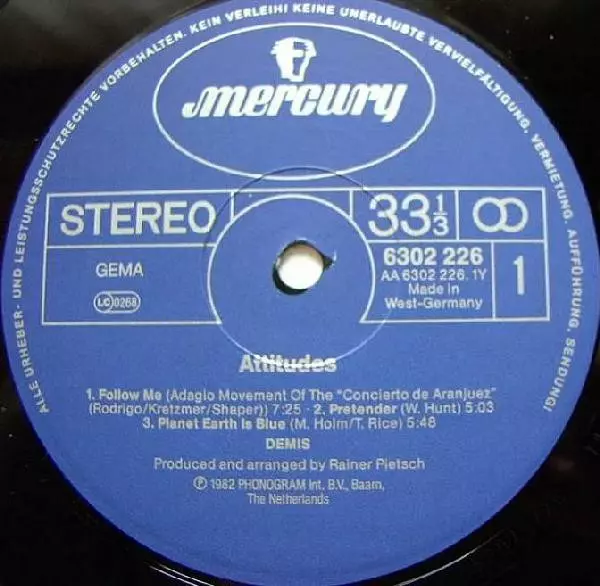 ALLE URHEBER- UND LEISTUNGSSCHUTZRECHTE VORBEHALTEN. KEIN VERLEIH! KEINE UNERLAUBTE VERVIELFÄLTIGUNG, VERMIETUNG, AUFFÜHRUNG, SENDUNG!
mercury
STEREO
33 1/3
GEMA
LC 0268
6302 226
AA 6302 226.1Y
Made in
West-Germany
1
Attitudes
1. Follow Me (Adagio Movement Of The "Concierto de Aranjuez"
(Rodrigo/Kretzmer/Shaper)) 7:25 · 2. Pretender (W. Hunt) 5:03
3. Planet Earth Is Blue (M. Holm/T. Rice) 5:48
DEMIS
Produced and arranged by Rainer Pietsch
Ⓟ 1982 PHONOGRAM Int. B.V., Baarn,
The Netherlands